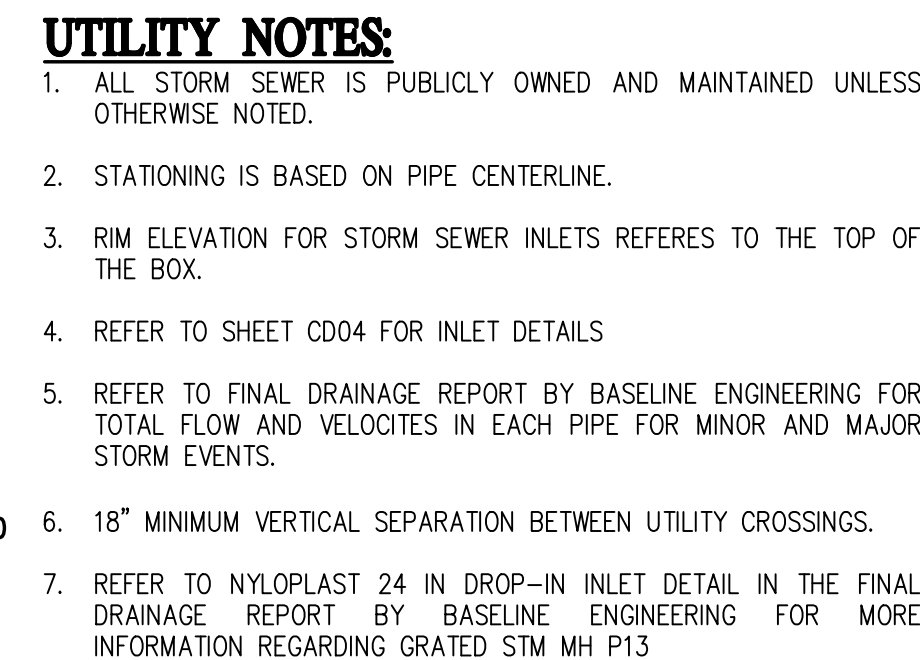 UTILITY NOTES:
1. ALL STORM SEWER IS PUBLICLY OWNED AND MAINTAINED UNLESS
OTHERWISE NOTED.
2. STATIONING IS BASED ON PIPE CENTERLINE.
3. RIM ELEVATION FOR STORM SEWER INLETS REFERES TO THE TOP OF
THE BOX.
4. REFER TO SHEET CD04 FOR INLET DETAILS
5. REFER TO FINAL DRAINAGE REPORT BY BASELINE ENGINEERING FOR
TOTAL FLOW AND VELOCITES IN EACH PIPE FOR MINOR AND MAJOR
STORM EVENTS.
6. 18” MINIMUM VERTICAL SEPARATION BETWEEN UTILITY CROSSINGS.
7. REFER TO NYLOPLAST 24 IN DROP-IN INLET DETAIL IN THE FINAL
DRAINAGE REPORT BY BASELINE ENGINEERING FOR MORE
INFORMATION REGARDING GRATED STM MH P13